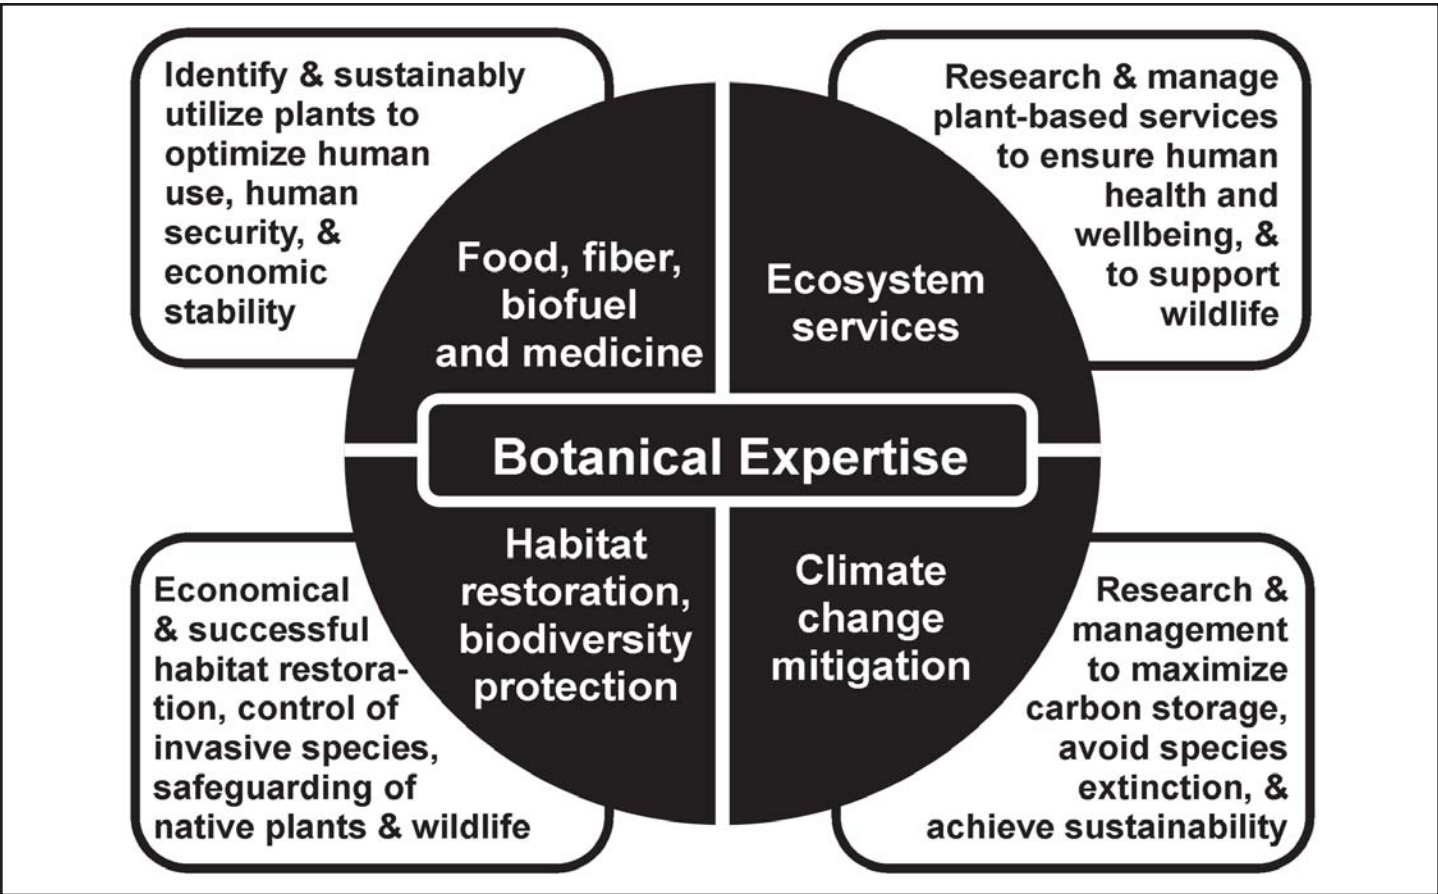 Identify & sustainably
utilize plants to
optimize human
use, human
security, &
economic
stability
Research & manage
plant-based services
to ensure human
health and
wellbeing, &
to support
wildlife
Food, fiber,
biofuel
and medicine
Ecosystem
services
Botanical Expertise
Habitat
restoration,
biodiversity
protection
Climate
change
mitigation
Economical
& successful
habitat restora-
tion, control of
invasive species,
safeguarding of
native plants & wildlife
Research &
management
to maximize
carbon storage,
avoid species
extinction, &
achieve sustainability